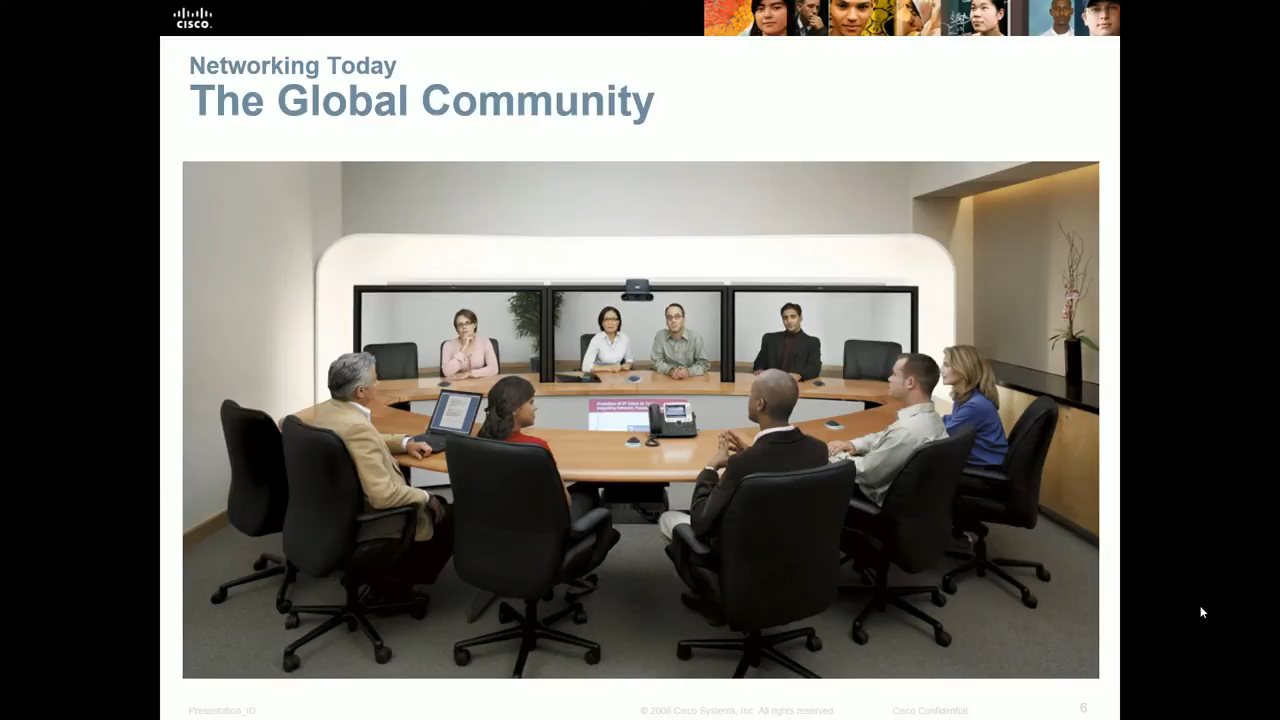 CISCO.
Networking Today
The Global Community
Presentation_ID
© 2008 Cisco Systems, Inc. All rights reserved.
Cisco Confidential
6